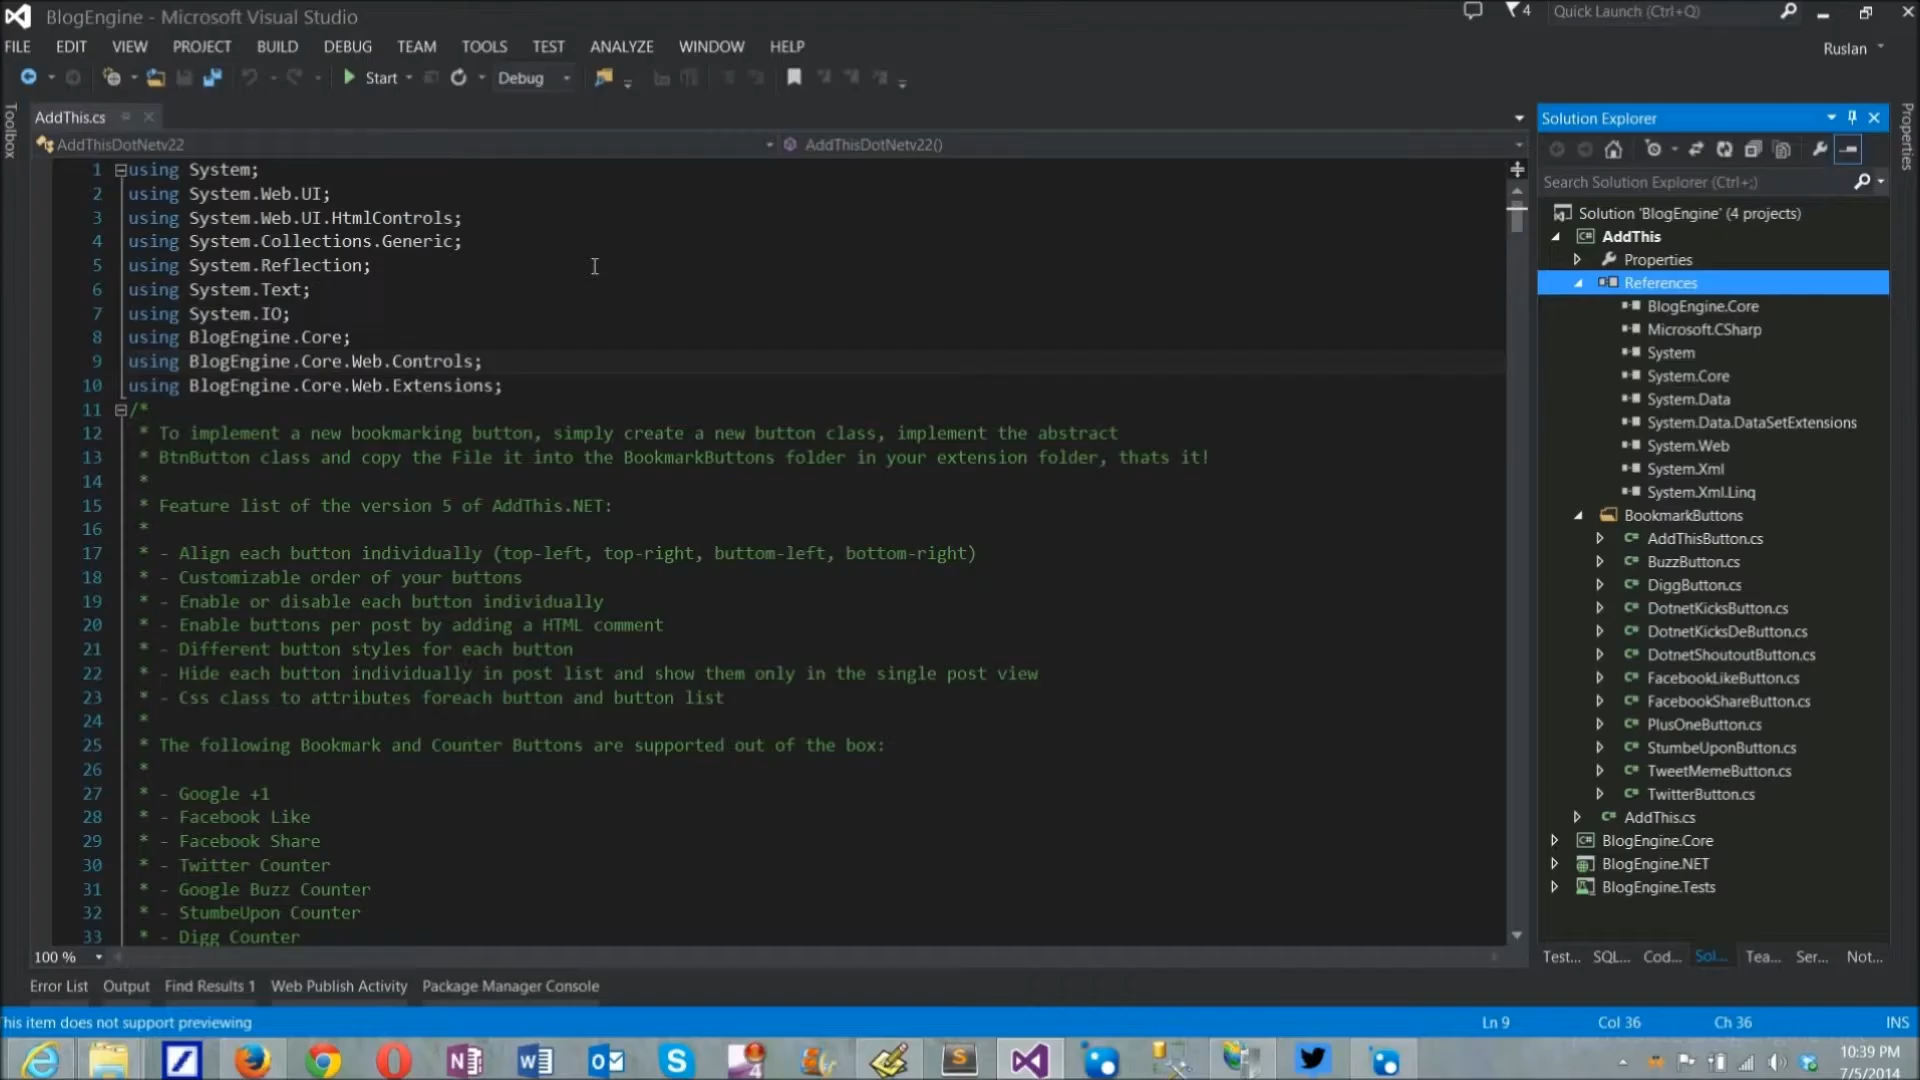 BlogEngine - Microsoft Visual Studio
4
Quick Launch (Ctrl+Q)
FILE EDIT VIEW PROJECT BUILD DEBUG TEAM TOOLS TEST ANALYZE WINDOW HELP
Ruslan
Start
Debug
Toolbox
AddThis.cs
AddThisDotNetv22
AddThisDotNetv22()
1 using System;
2 using System.Web.UI;
3 using System.Web.UI.HtmlControls;
4 using System.Collections.Generic;
5 using System.Reflection;
6 using System.Text;
7 using System.IO;
8 using BlogEngine.Core;
9 using BlogEngine.Core.Web.Controls;
10 using BlogEngine.Core.Web.Extensions;
11 /*
12 * To implement a new bookmarking button, simply create a new button class, implement the abstract
13 * BtnButton class and copy the File it into the BookmarkButtons folder in your extension folder, thats it!
14 *
15 * Feature list of the version 5 of AddThis.NET:
16 *
17 * - Align each button individually (top-left, top-right, buttom-left, bottom-right)
18 * - Customizable order of your buttons
19 * - Enable or disable each button individually
20 * - Enable buttons per post by adding a HTML comment
21 * - Different button styles for each button
22 * - Hide each button individually in post list and show them only in the single post view
23 * - Css class to attributes foreach button and button list
24 *
25 * The following Bookmark and Counter Buttons are supported out of the box:
26 *
27 * - Google +1
28 * - Facebook Like
29 * - Facebook Share
30 * - Twitter Counter
31 * - Google Buzz Counter
32 * - StumbeUpon Counter
33 * - Digg Counter
100 %
Solution Explorer
Search Solution Explorer (Ctrl+;)
Solution 'BlogEngine' (4 projects)
AddThis
Properties
References
BlogEngine.Core
Microsoft.CSharp
System
System.Core
System.Data
System.Data.DataSetExtensions
System.Web
System.Xml
System.Xml.Linq
BookmarkButtons
AddThisButton.cs
BuzzButton.cs
DiggButton.cs
DotnetKicksButton.cs
DotnetKicksDeButton.cs
DotnetShoutoutButton.cs
FacebookLikeButton.cs
FacebookShareButton.cs
PlusOneButton.cs
StumbeUponButton.cs
TweetMemeButton.cs
TwitterButton.cs
AddThis.cs
BlogEngine.Core
BlogEngine.NET
BlogEngine.Tests
Test... SQL... Cod... Sol... Tea... Ser... Not...
Properties
Error List Output Find Results 1 Web Publish Activity Package Manager Console
This item does not support previewing
Ln 9 Col 36 Ch 36 INS
10:39 PM
7/5/2014